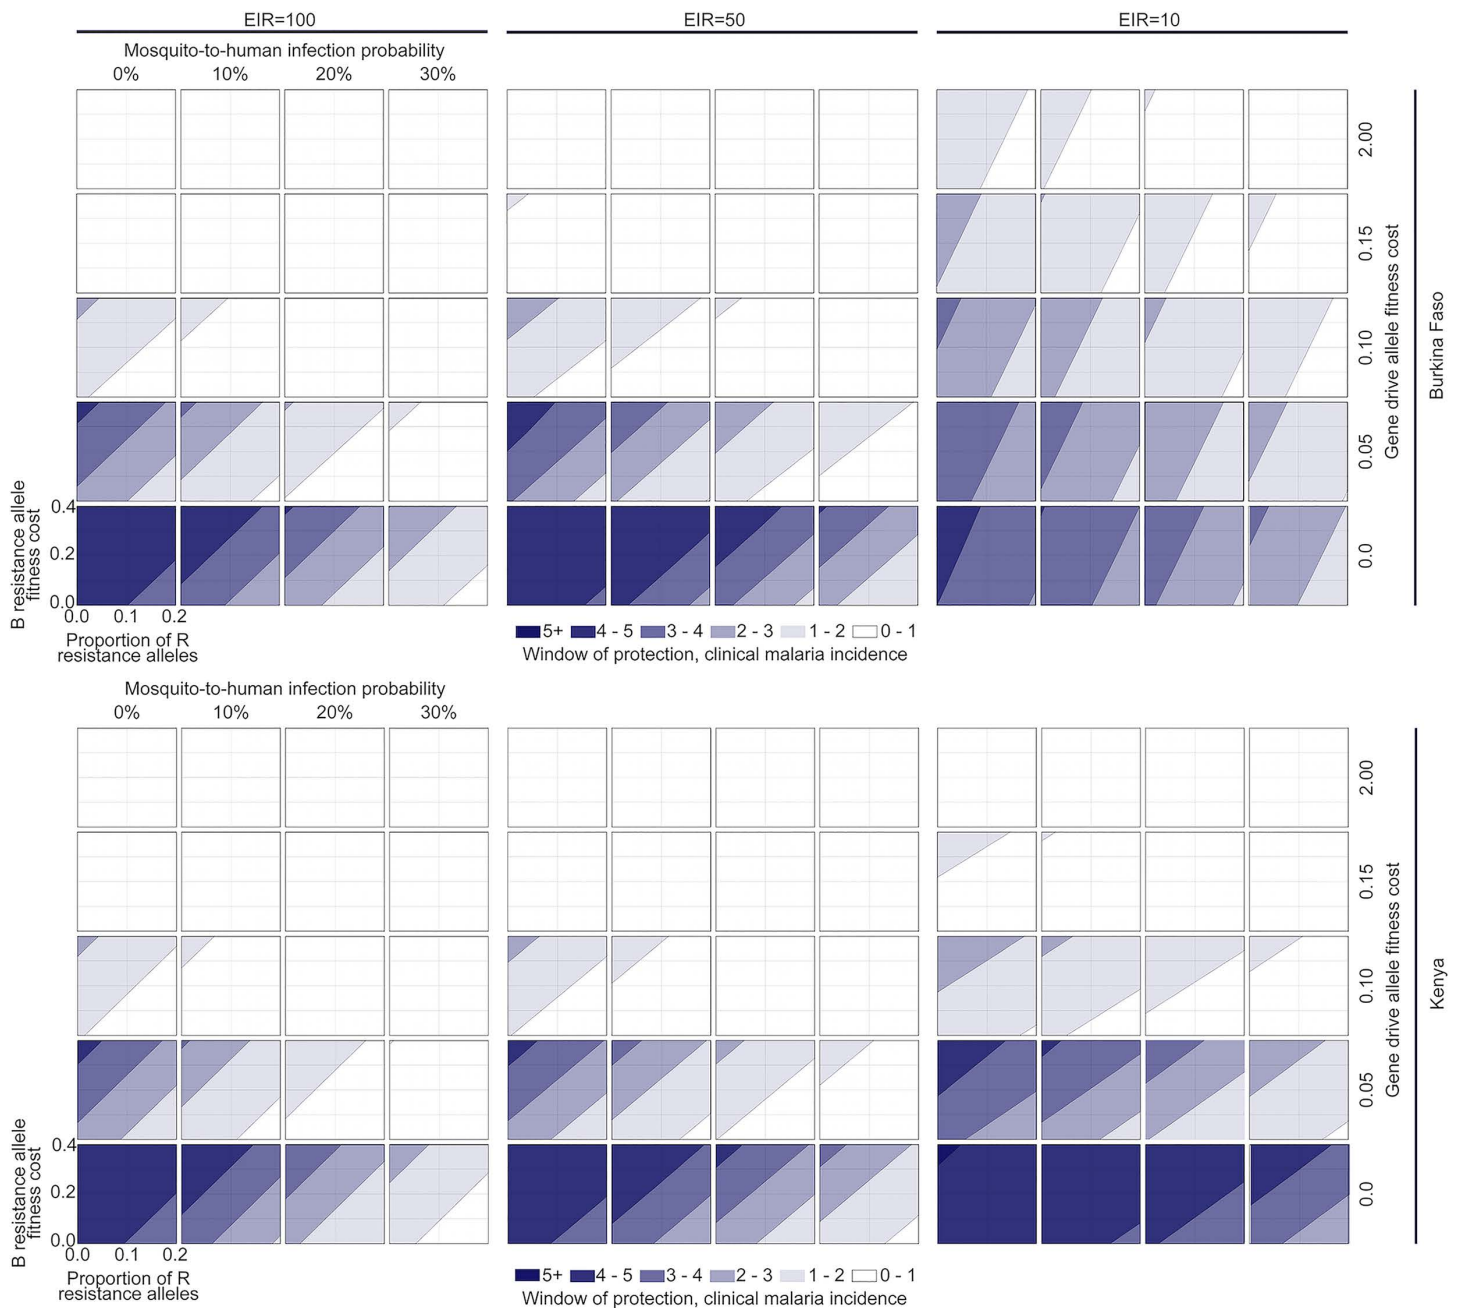 EIR=100 EIR=50 EIR=10
Mosquito-to-human infection probability
0% 10% 20% 30%
2.00
0.15
0.10
0.05
0.0
Gene drive allele fitness cost
Burkina Faso
B resistance allele
fitness cost
0.4
0.2
0.0
0.0 0.1 0.2
Proportion of R
resistance alleles
5+ 4 - 5 3 - 4 2 - 3 1 - 2 0 - 1
Window of protection, clinical malaria incidence
Mosquito-to-human infection probability
0% 10% 20% 30%
2.00
0.15
0.10
0.05
0.0
Gene drive allele fitness cost
Kenya
B resistance allele
fitness cost
0.4
0.2
0.0
0.0 0.1 0.2
Proportion of R
resistance alleles
5+ 4 - 5 3 - 4 2 - 3 1 - 2 0 - 1
Window of protection, clinical malaria incidence